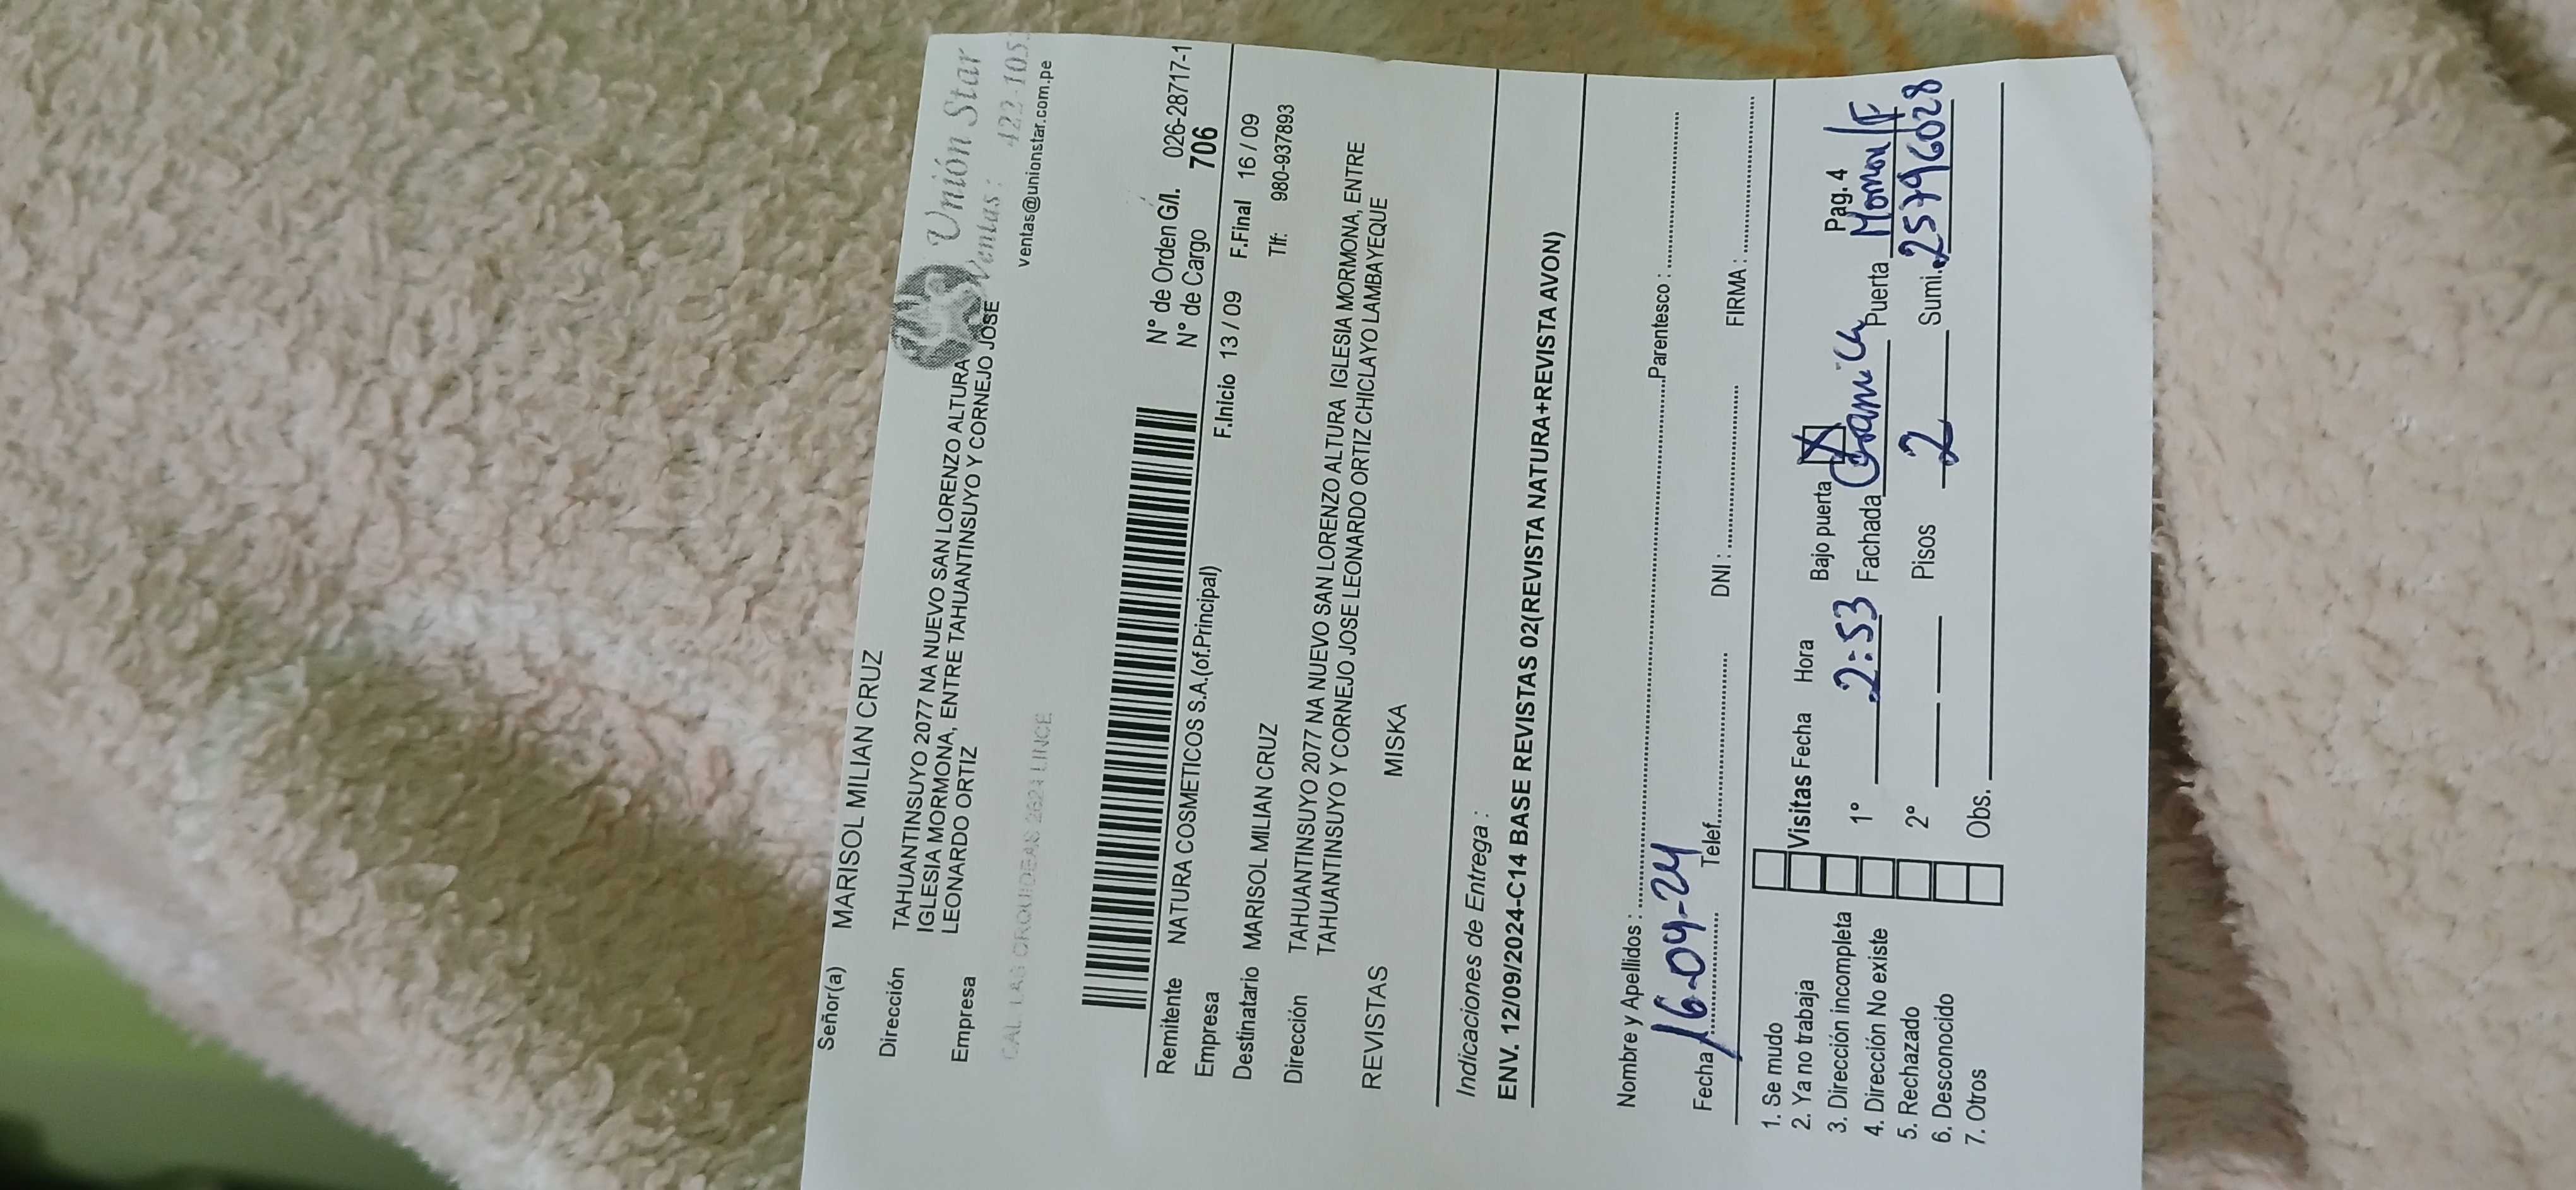 Señor(a) MARISOL MILIAN CRUZ
Unión Star
Dirección TAHUANTINSUYO 2077 NA NUEVO SAN LORENZO ALTURA
Ventas: 422-105
IGLESIA MORMONA, ENTRE TAHUANTINSUYO Y CORNEJO JOSE
Empresa LEONARDO ORTIZ
ventas@unionstar.com.pe
CAL. LAS ORQUIDEAS 2624 LINCE
Remitente NATURA COSMETICOS S.A.(of.Principal)
N° de Orden G/l. 026-28717-1
Empresa
N° de Cargo 706
F.Inicio 13 / 09 F.Final 16 / 09
Destinatario MARISOL MILIAN CRUZ
Tlf: 980-937893
Dirección TAHUANTINSUYO 2077 NA NUEVO SAN LORENZO ALTURA IGLESIA MORMONA, ENTRE
TAHUANTINSUYO Y CORNEJO JOSE LEONARDO ORTIZ CHICLAYO LAMBAYEQUE
REVISTAS MISKA
Indicaciones de Entrega :
ENV. 12/09/2024-C14 BASE REVISTAS 02(REVISTA NATURA+REVISTA AVON)
Nombre y Apellidos : Parentesco :
Fecha 16-09-24 Telef. DNI : FIRMA :
1. Se mudo
2. Ya no trabaja
3. Dirección incompleta
4. Dirección No existe
5. Rechazado
6. Desconocido
7. Otros
Visitas Fecha Hora Bajo puerta X Pag. 4
1° 2:53 Fachada Puerta
2° Pisos 2 Sumi. 25796028
Obs.